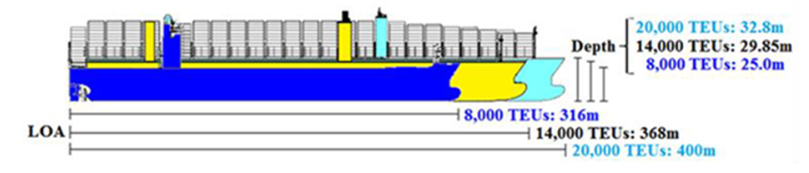 20,000 TEUs: 32.8m
Depth
14,000 TEUs: 29.85m
8,000 TEUs: 25.0m
8,000 TEUs: 316m
LOA
14,000 TEUs: 368m
20,000 TEUs: 400m